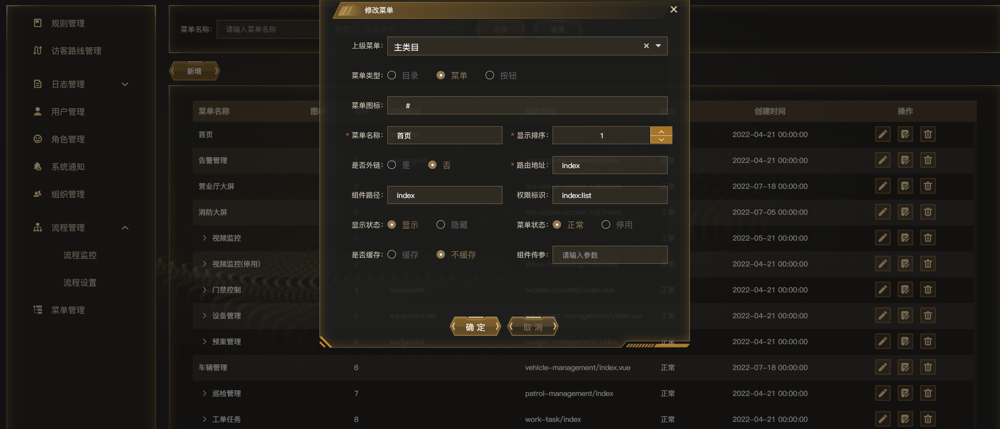 规则管理
访客路线管理
日志管理
用户管理
角色管理
系统通知
组织管理
流程管理
流程监控
流程设置
菜单管理
菜单名称: 请输入菜单名称 状态: 菜单状态 查询 重置
新增
修改菜单
上级菜单: 主类目
菜单类型: 目录 菜单 按钮
菜单图标: #
* 菜单名称: 首页 * 显示排序: 1
是否外链: 是 否 * 路由地址: index
组件路径: index 权限标识: index:list
显示状态: 显示 隐藏 菜单状态: 正常 停用
是否缓存: 缓存 不缓存 组件传参: 请输入参数
确 定 取 消
菜单名称 图标 排序 权限标识 组件路径 状态 创建时间 操作
首页 2022-04-21 00:00:00
告警管理 2 warning:list warning-management/index 正常 2022-04-21 00:00:00
营业厅大屏 2 fire-visual-screen-full/index 正常 2022-07-18 00:00:00
消防大屏 2 fire-visual-screen-full/index 正常 2022-07-05 00:00:00
视频监控 3 正常 2022-05-21 00:00:00
视频监控(停用) 3 video-monitoring/index.vue 停用 2022-04-21 00:00:00
门禁控制 4 access:list access-ccontrol/index.vue 正常 2022-04-21 00:00:00
设备管理 5 equipment:list equipment-management/index.vue 正常 2022-04-21 00:00:00
预案管理 6 budget:list budget-management/index 正常 2022-04-21 00:00:00
车辆管理 6 vehicle-management/index.vue 正常 2022-07-18 00:00:00
巡检管理 7 patrol-management/index 正常 2022-04-21 00:00:00
工单任务 8 work-task/index 正常 2022-04-21 00:00:00